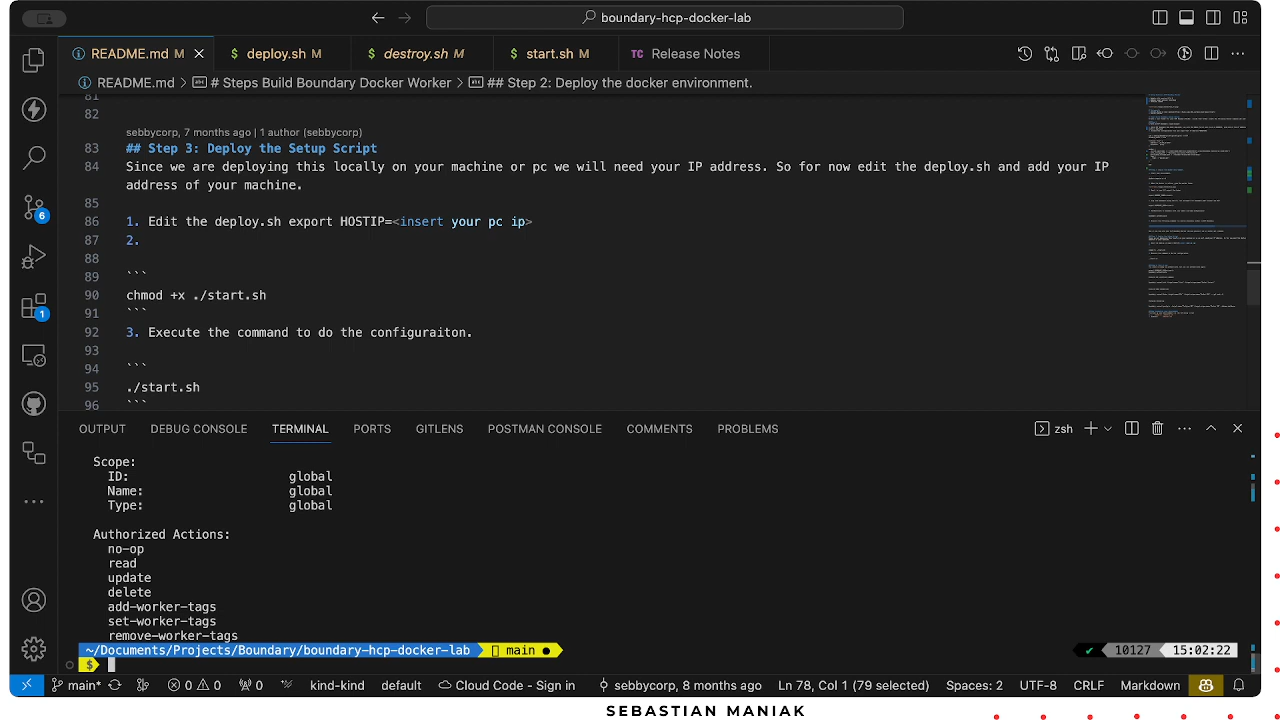 boundary-hcp-docker-lab
README.md M
$ deploy.sh M
$ destroy.sh M
$ start.sh M
TC Release Notes
README.md > # Steps Build Boundary Docker Worker > ## Step 2: Deploy the docker environment.
81
82
sebbycorp, 7 months ago | 1 author (sebbycorp)
83 ## Step 3: Deploy the Setup Script
84 Since we are deploying this locally on your machine or pc we will need your IP address. So for now edit the deploy.sh and add your IP
address of your machine.
85
86 1. Edit the deploy.sh export HOSTIP=<insert your pc ip>
87 2.
88
89 ```
90 chmod +x ./start.sh
91 ```
92 3. Execute the command to do the configuraiton.
93
94 ```
95 ./start.sh
96 ```
6
1
OUTPUT DEBUG CONSOLE TERMINAL PORTS GITLENS POSTMAN CONSOLE COMMENTS PROBLEMS
zsh
Scope:
ID: global
Name: global
Type: global
Authorized Actions:
no-op
read
update
delete
add-worker-tags
set-worker-tags
remove-worker-tags
~/Documents/Projects/Boundary/boundary-hcp-docker-lab main ● ✔ 10127 15:02:22
$
main* 0 0 0 kind-kind default Cloud Code - Sign in sebbycorp, 8 months ago Ln 78, Col 1 (79 selected) Spaces: 2 UTF-8 CRLF Markdown
SEBASTIAN MANIAK